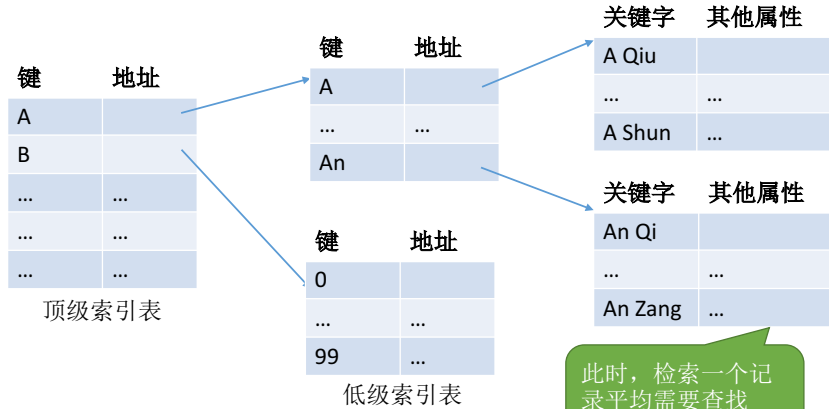 键 地址
A
B
... ...
... ...
... ...
顶级索引表
键 地址
A
... ...
An
键 地址
0
... ...
99 ...
低级索引表
关键字 其他属性
A Qiu
... ...
A Shun ...
关键字 其他属性
An Qi
... ...
An Zang ...
此时，检索一个记
录平均需要查找